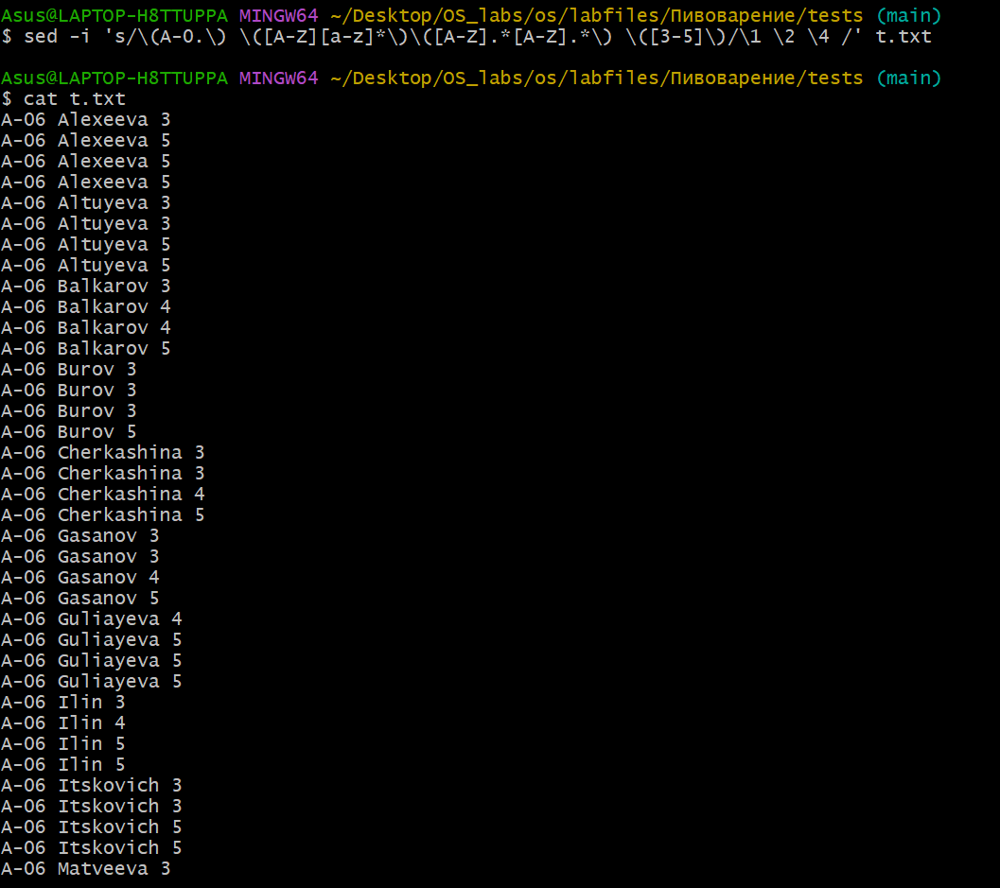 Asus@LAPTOP-H8TTUPPA MINGW64 ~/Desktop/OS_labs/os/labfiles/Пивоварение/tests (main)
$ sed -i 's/\(A-0.\) \([A-Z][a-z]*\)\([A-Z].*[A-Z].*\) \([3-5]\)/\1 \2 \4 /' t.txt
Asus@LAPTOP-H8TTUPPA MINGW64 ~/Desktop/OS_labs/os/labfiles/Пивоварение/tests (main)
$ cat t.txt
A-06 Alexeeva 3
A-06 Alexeeva 5
A-06 Alexeeva 5
A-06 Alexeeva 5
A-06 Altuyeva 3
A-06 Altuyeva 3
A-06 Altuyeva 5
A-06 Altuyeva 5
A-06 Balkarov 3
A-06 Balkarov 4
A-06 Balkarov 4
A-06 Balkarov 5
A-06 Burov 3
A-06 Burov 3
A-06 Burov 3
A-06 Burov 5
A-06 Cherkashina 3
A-06 Cherkashina 3
A-06 Cherkashina 4
A-06 Cherkashina 5
A-06 Gasanov 3
A-06 Gasanov 3
A-06 Gasanov 4
A-06 Gasanov 5
A-06 Guliayeva 4
A-06 Guliayeva 5
A-06 Guliayeva 5
A-06 Guliayeva 5
A-06 Ilin 3
A-06 Ilin 4
A-06 Ilin 5
A-06 Ilin 5
A-06 Itskovich 3
A-06 Itskovich 3
A-06 Itskovich 5
A-06 Itskovich 5
A-06 Matveeva 3